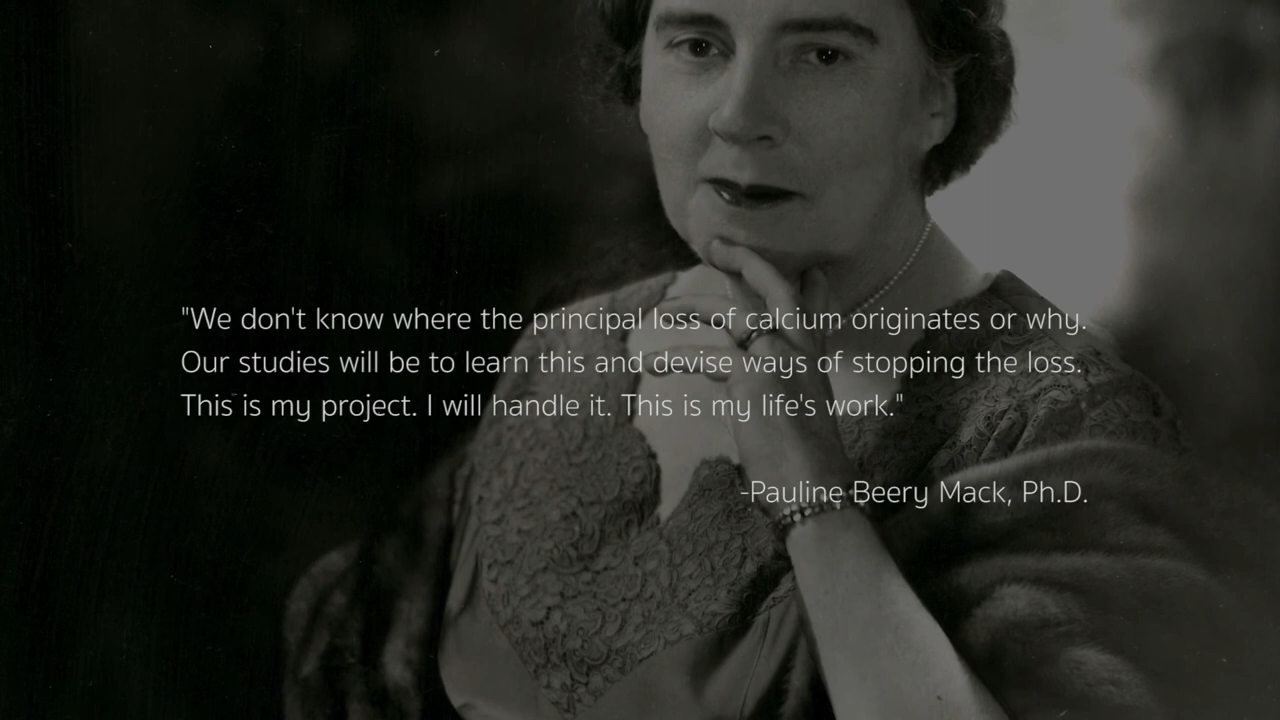 "We don't know where the principal loss of calcium originates or why.
Our studies will be to learn this and devise ways of stopping the loss.
This is my project. I will handle it. This is my life's work."
-Pauline Beery Mack, Ph.D.